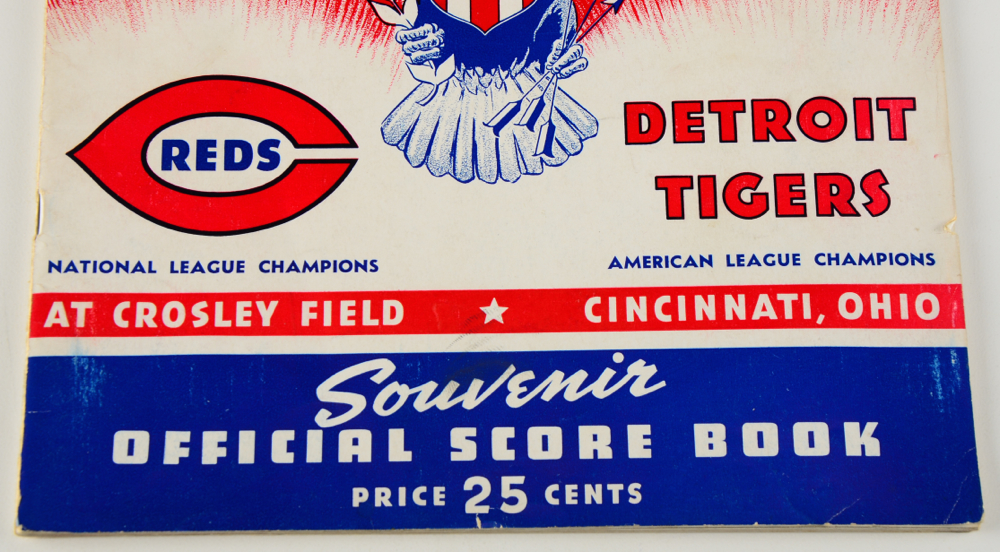 REDS
DETROIT
TIGERS
NATIONAL LEAGUE CHAMPIONS
AMERICAN LEAGUE CHAMPIONS
AT CROSLEY FIELD ★ CINCINNATI, OHIO
Souvenir
OFFICIAL SCORE BOOK
PRICE 25 CENTS